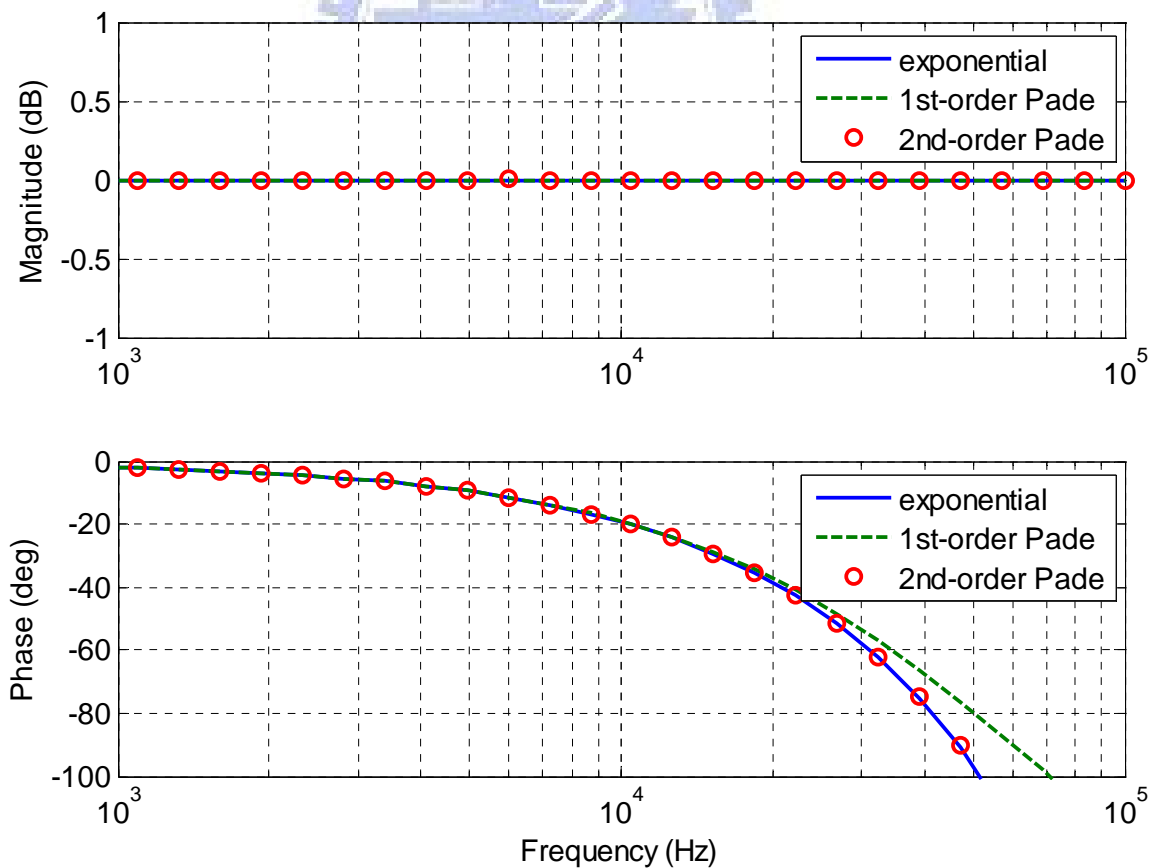 1
0.5
0
-0.5
-1
Magnitude (dB)
exponential
1st-order Pade
2nd-order Pade
10^3
10^4
10^5
0
-20
-40
-60
-80
-100
Phase (deg)
exponential
1st-order Pade
2nd-order Pade
10^3
10^4
10^5
Frequency (Hz)